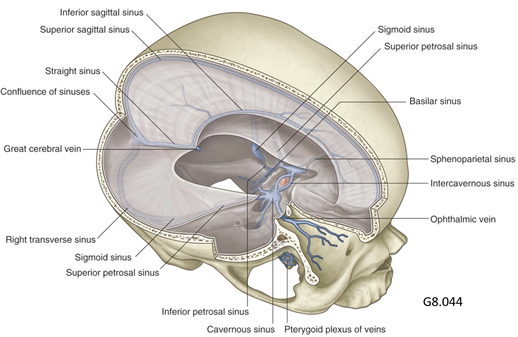 Inferior sagittal sinus
Superior sagittal sinus
Straight sinus
Confluence of sinuses
Great cerebral vein
Right transverse sinus
Sigmoid sinus
Superior petrosal sinus
Inferior petrosal sinus
Cavernous sinus
Pterygoid plexus of veins
Sigmoid sinus
Superior petrosal sinus
Basilar sinus
Sphenoparietal sinus
Intercavernous sinus
Ophthalmic vein
G8.044